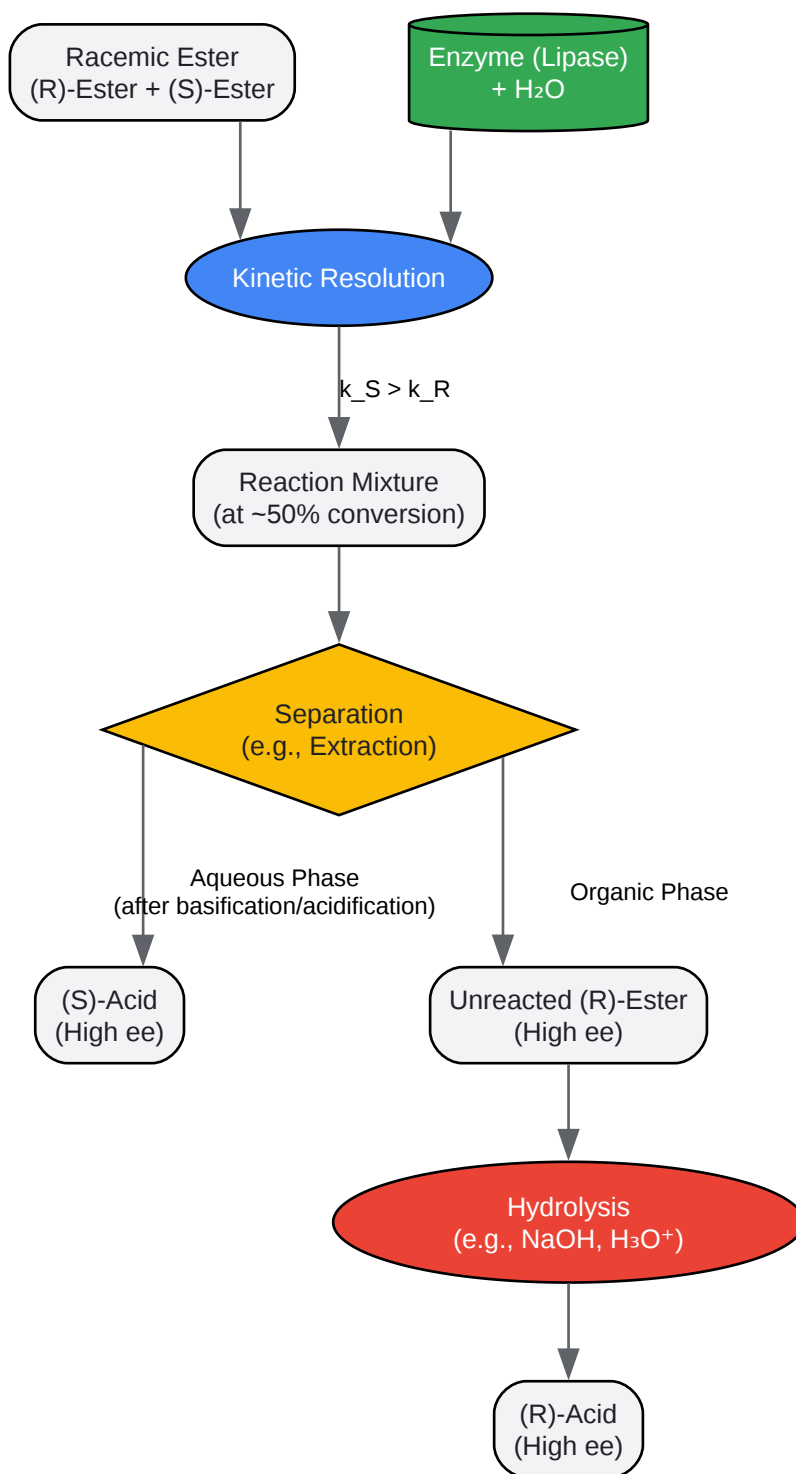 Racemic Ester
(R)-Ester + (S)-Ester
Enzyme (Lipase)
+ H₂O
Kinetic Resolution
k_S > k_R
Reaction Mixture
(at ~50% conversion)
Separation
(e.g., Extraction)
Aqueous Phase
(after basification/acidification)
Organic Phase
(S)-Acid
(High ee)
Unreacted (R)-Ester
(High ee)
Hydrolysis
(e.g., NaOH, H₃O⁺)
(R)-Acid
(High ee)